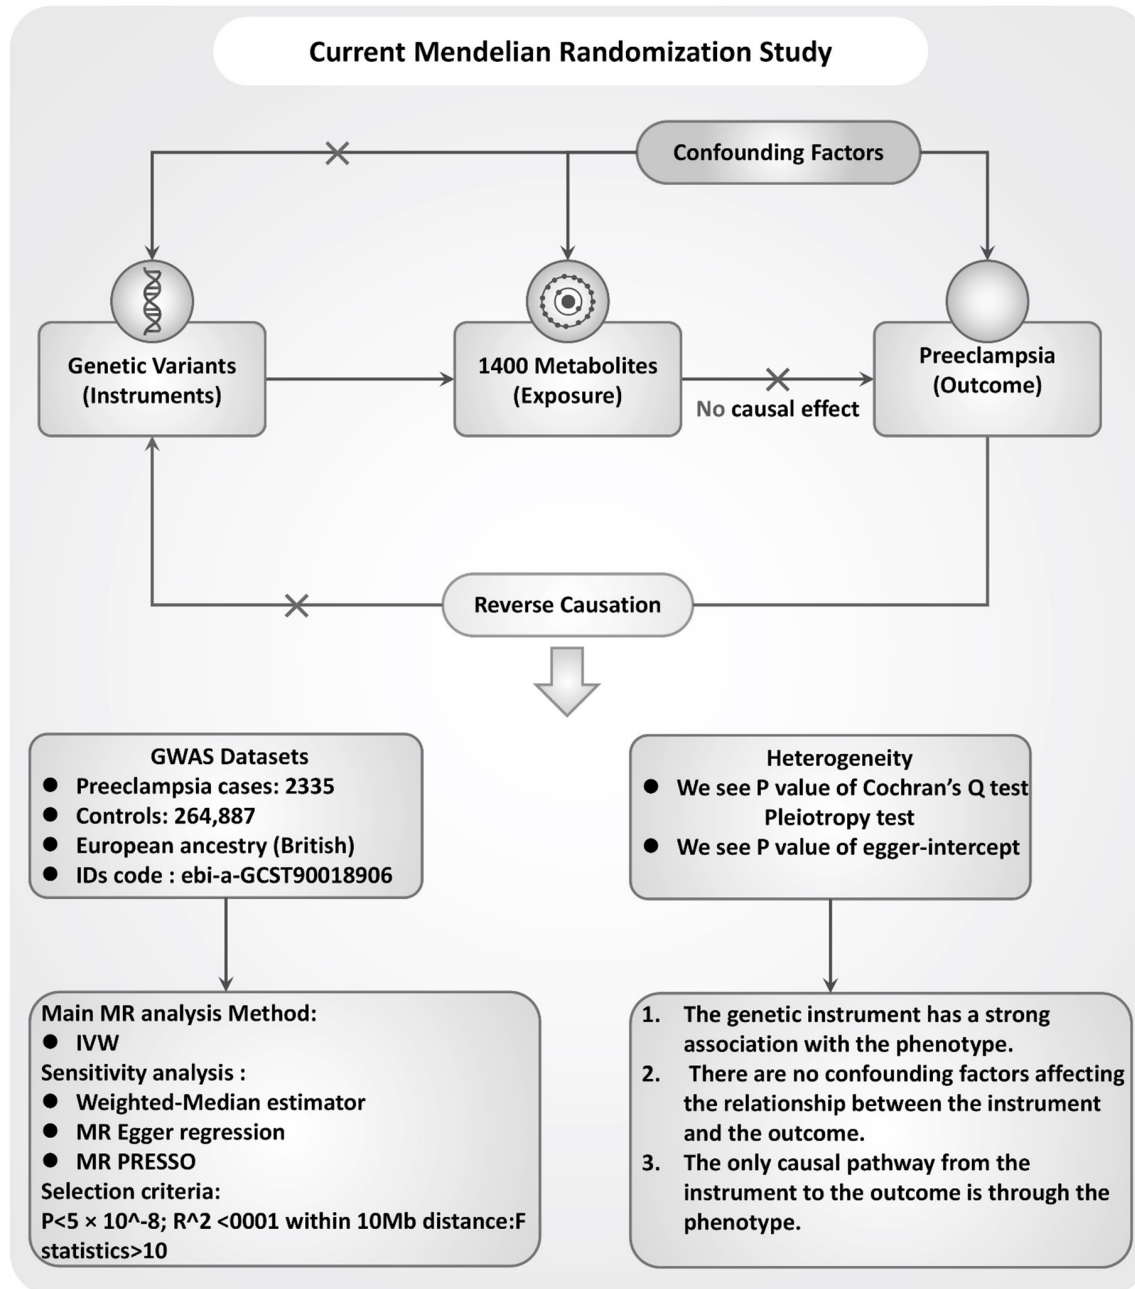 Current Mendelian Randomization Study
Confounding Factors
Genetic Variants
(Instruments)
1400 Metabolites
(Exposure)
No causal effect
Preeclampsia
(Outcome)
Reverse Causation
GWAS Datasets
● Preeclampsia cases: 2335
● Controls: 264,887
● European ancestry (British)
● IDs code : ebi-a-GCST90018906
Heterogeneity
● We see P value of Cochran's Q test
Pleiotropy test
● We see P value of egger-intercept
Main MR analysis Method:
● IVW
Sensitivity analysis :
● Weighted-Median estimator
● MR Egger regression
● MR PRESSO
Selection criteria:
P<5 × 10^-8; R^2 <0001 within 10Mb distance:F
statistics>10
1. The genetic instrument has a strong
association with the phenotype.
2. There are no confounding factors affecting
the relationship between the instrument
and the outcome.
3. The only causal pathway from the
instrument to the outcome is through the
phenotype.